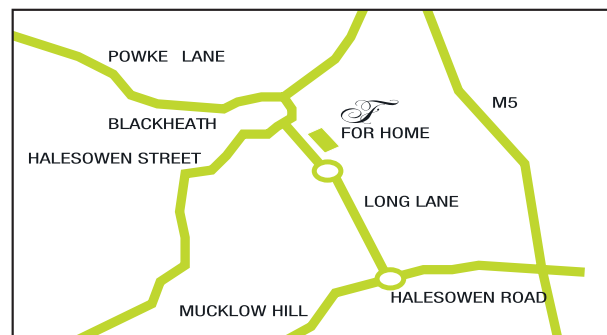 POWKE LANE
M5
F
BLACKHEATH
FOR HOME
HALESOWEN STREET
LONG LANE
HALESOWEN ROAD
MUCKLOW HILL